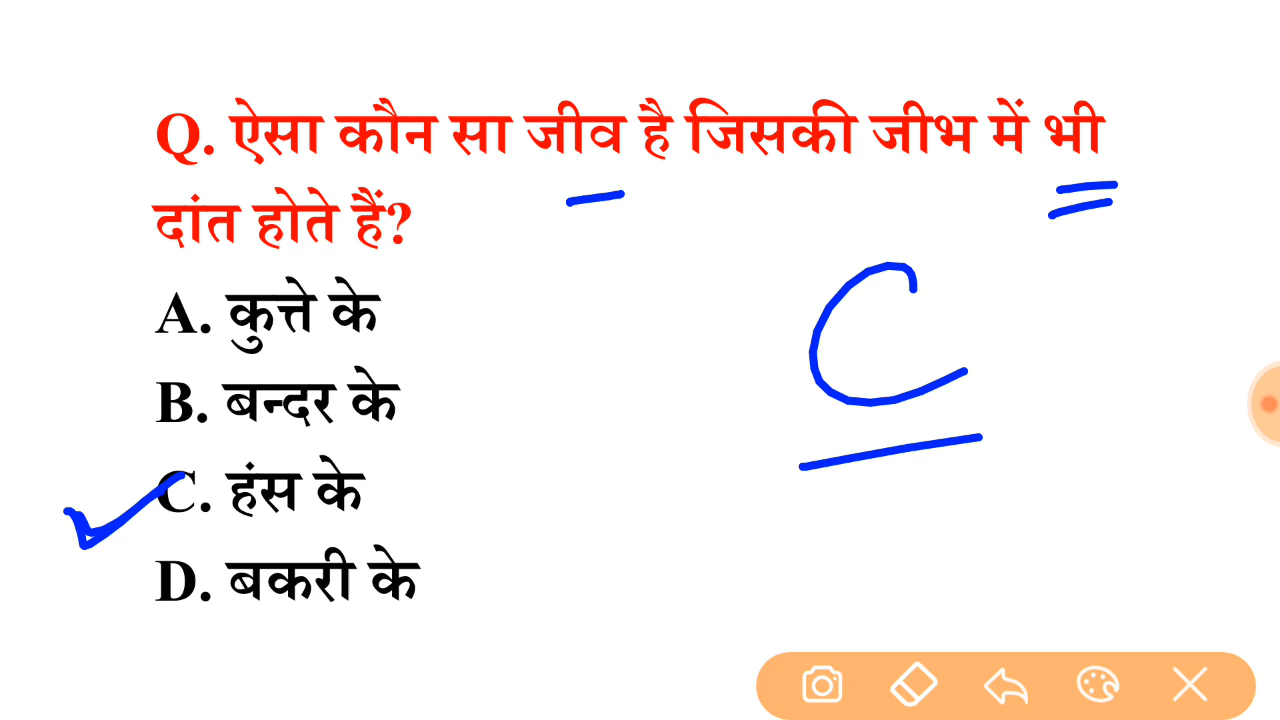 Q. ऐसा कौन सा जीव है जिसकी जीभ में भी
दांत होते हैं?
A. कुत्ते के
B. बन्दर के
C. हंस के
D. बकरी के
C